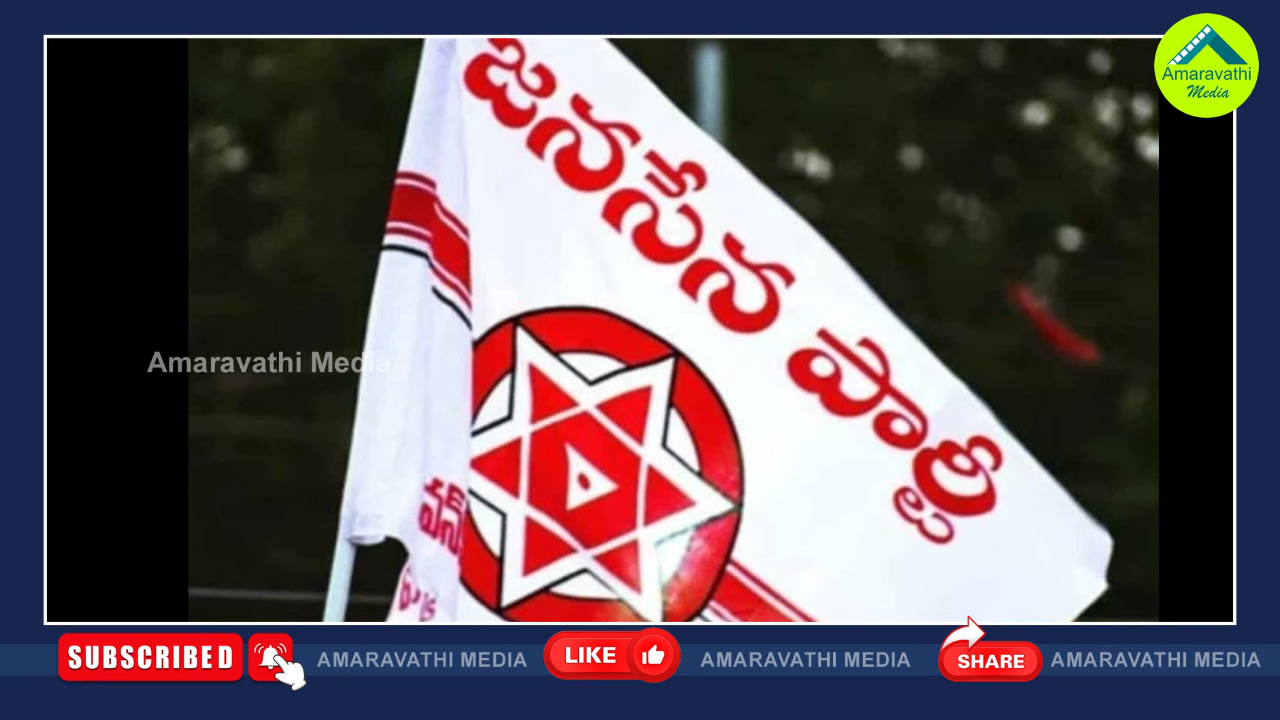 Amaravathi
Media
జనసేన పార్టీ
Amaravathi Media
SUBSCRIBED
AMARAVATHI MEDIA
LIKE
AMARAVATHI MEDIA
SHARE
AMARAVATHI MEDIA